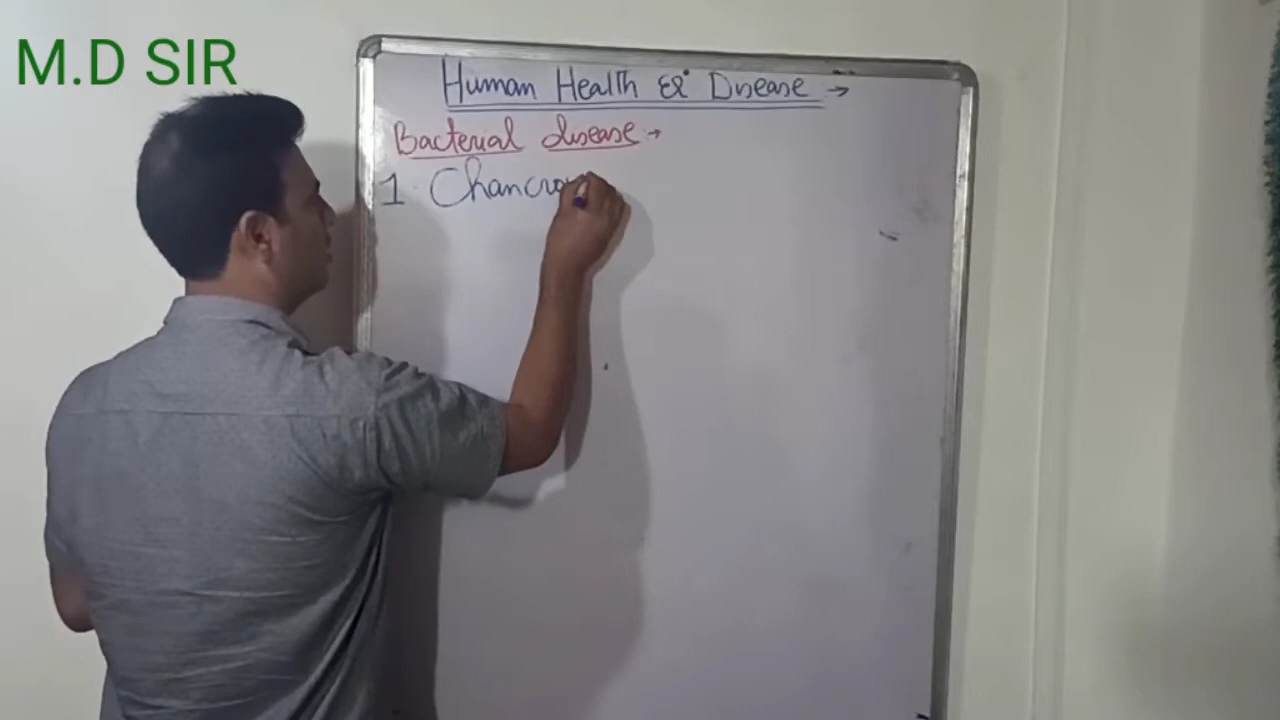 M.D SIR
Human Health & Disease →
Bacterial disease →
1. Chancro